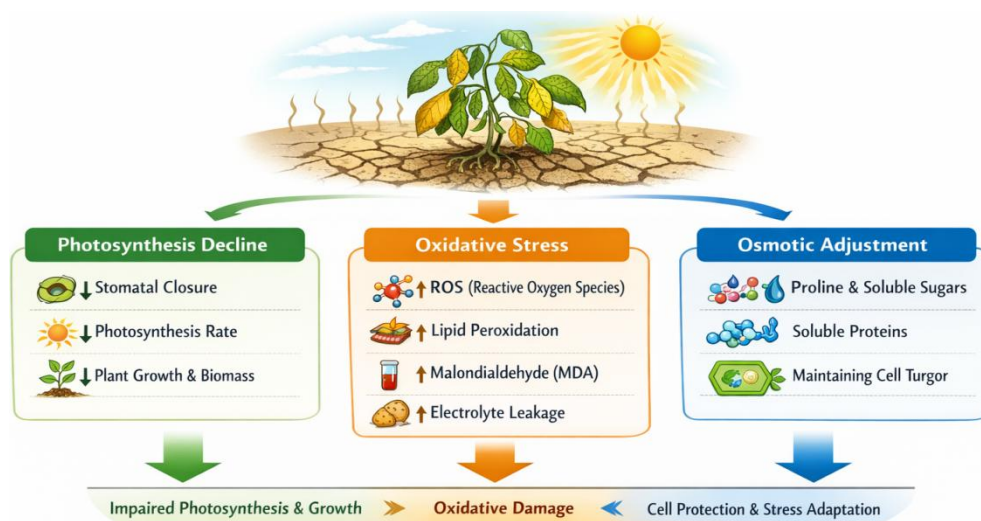 Photosynthesis Decline
↓ Stomatal Closure
↓ Photosynthesis Rate
↓ Plant Growth & Biomass
Oxidative Stress
↑ ROS (Reactive Oxygen Species)
↑ Lipid Peroxidation
↑ Malondialdehyde (MDA)
↑ Electrolyte Leakage
Osmotic Adjustment
Proline & Soluble Sugars
Soluble Proteins
Maintaining Cell Turgor
Impaired Photosynthesis & Growth
Oxidative Damage
Cell Protection & Stress Adaptation